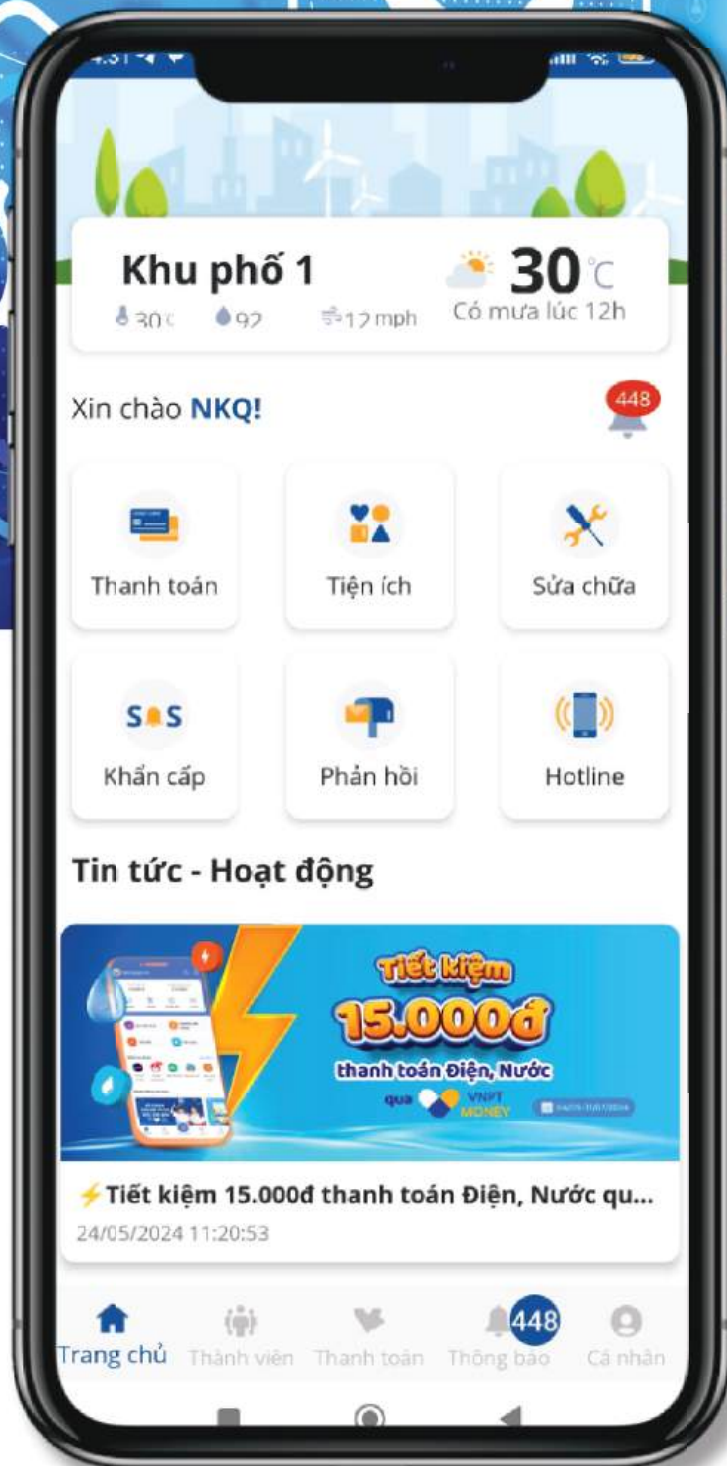 Khu phố 1
30 °C
30 c 92 12 mph
Có mưa lúc 12h
Xin chào NKQ!
448
Thanh toán
Tiện ích
Sửa chữa
SOS
Khẩn cấp
Phản hồi
Hotline
Tin tức - Hoạt động
Tiết kiệm
15.000đ
thanh toán Điện, Nước
qua VNPT
MONEY
⚡Tiết kiệm 15.000đ thanh toán Điện, Nước qu...
24/05/2024 11:20:53
448
Trang chủ Thành viên Thanh toán Thông báo Cá nhân